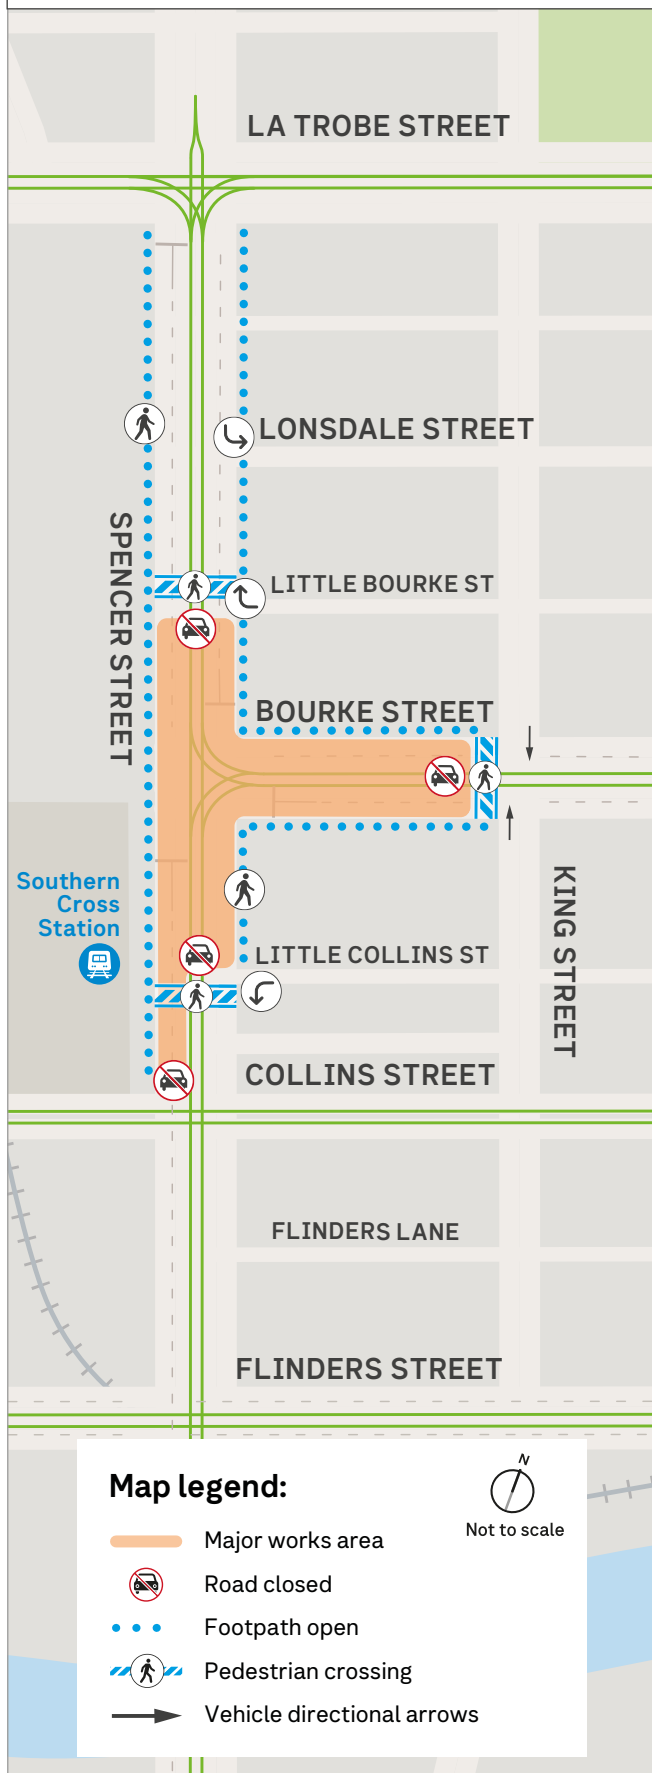 LA TROBE STREET
LONSDALE STREET
SPENCER STREET
LITTLE BOURKE ST
BOURKE STREET
KING STREET
Southern
Cross
Station
LITTLE COLLINS ST
COLLINS STREET
FLINDERS LANE
FLINDERS STREET
Map legend:
N
Not to scale
Major works area
Road closed
Footpath open
Pedestrian crossing
Vehicle directional arrows